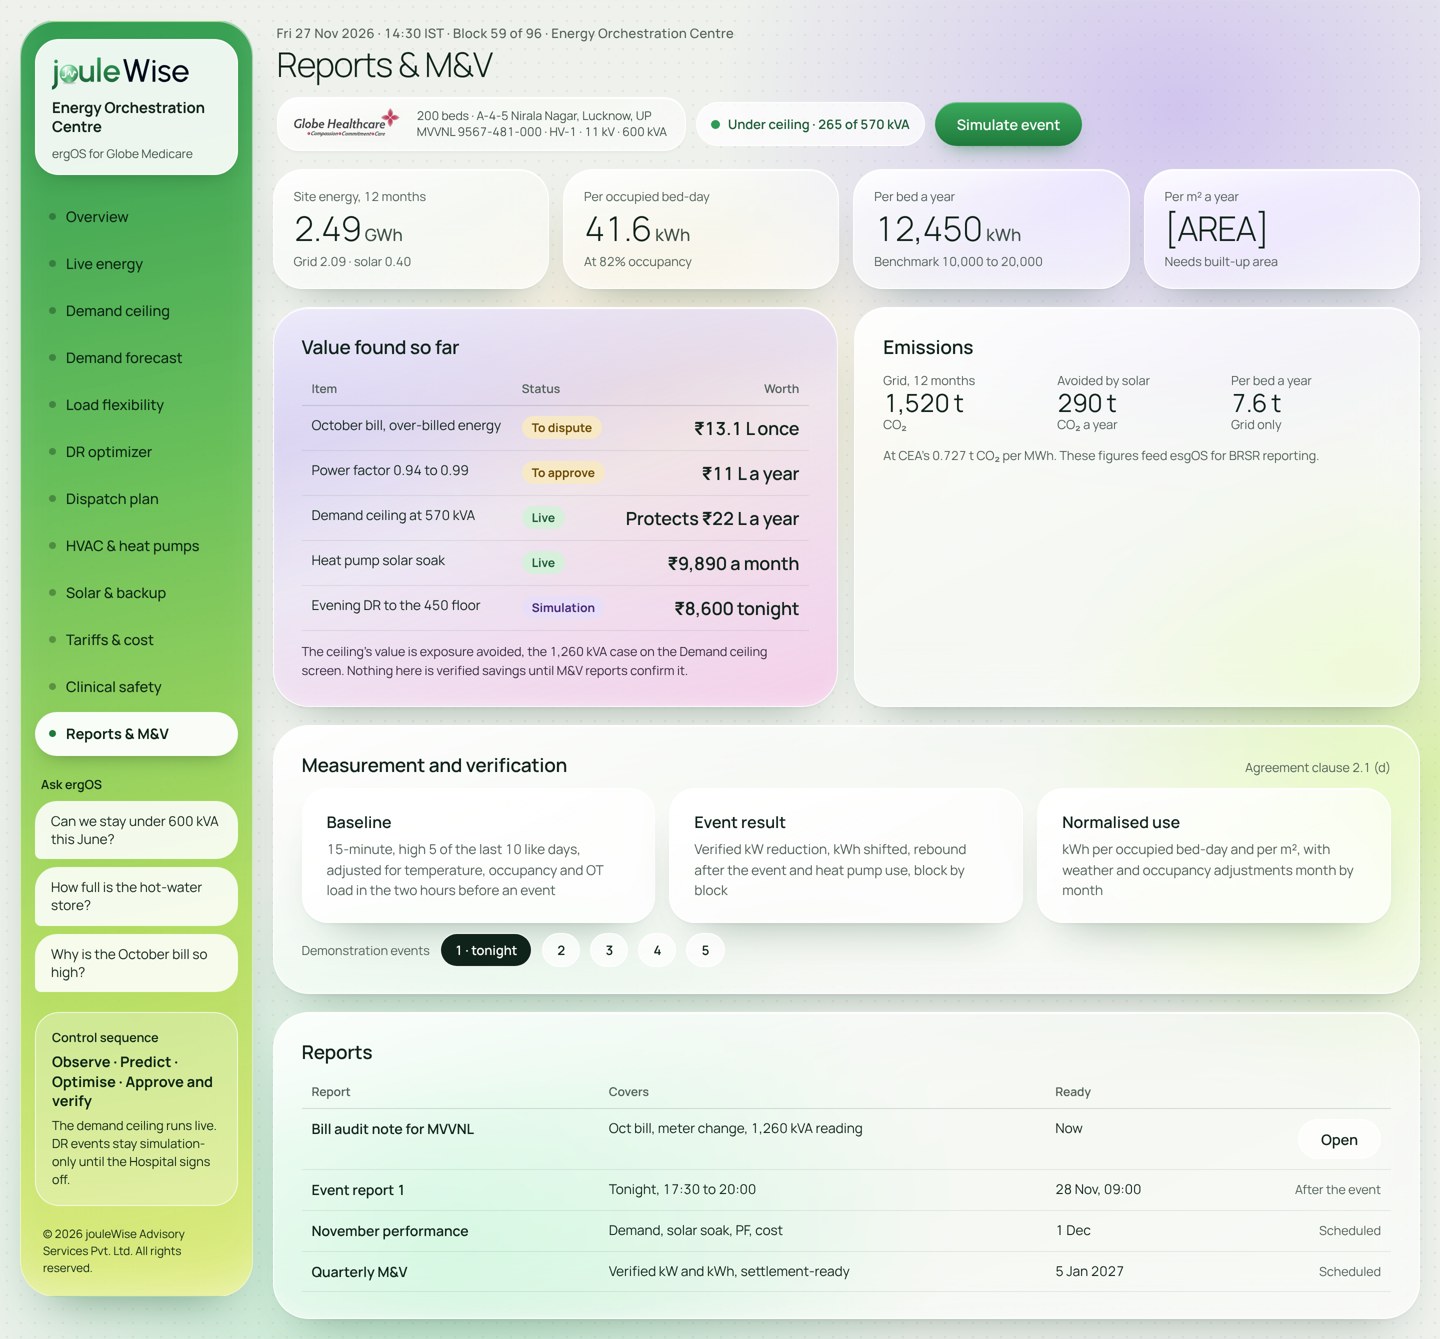 jouleWise
Energy Orchestration
Centre
ergOS for Globe Medicare
Overview
Live energy
Demand ceiling
Demand forecast
Load flexibility
DR optimizer
Dispatch plan
HVAC & heat pumps
Solar & backup
Tariffs & cost
Clinical safety
Reports & M&V
Ask ergOS
Can we stay under 600 kVA
this June?
How full is the hot-water
store?
Why is the October bill so
high?
Control sequence
Observe · Predict ·
Optimise · Approve and
verify
The demand ceiling runs live.
DR events stay simulation-
only until the Hospital signs
off.
© 2026 jouleWise Advisory
Services Pvt. Ltd. All rights
reserved.
Fri 27 Nov 2026 · 14:30 IST · Block 59 of 96 · Energy Orchestration Centre
Reports & M&V
Globe Healthcare
Compassion Commitment Care
200 beds · A-4-5 Nirala Nagar, Lucknow, UP
MVVNL 9567-481-000 · HV-1 · 11 kV · 600 kVA
Under ceiling · 265 of 570 kVA
Simulate event
Site energy, 12 months
2.49 GWh
Grid 2.09 · solar 0.40
Per occupied bed-day
41.6 kWh
At 82% occupancy
Per bed a year
12,450 kWh
Benchmark 10,000 to 20,000
Per m² a year
[AREA]
Needs built-up area
Value found so far
Item Status Worth
October bill, over-billed energy To dispute ₹13.1 L once
Power factor 0.94 to 0.99 To approve ₹11 L a year
Demand ceiling at 570 kVA Live Protects ₹22 L a year
Heat pump solar soak Live ₹9,890 a month
Evening DR to the 450 floor Simulation ₹8,600 tonight
The ceiling's value is exposure avoided, the 1,260 kVA case on the Demand ceiling
screen. Nothing here is verified savings until M&V reports confirm it.
Emissions
Grid, 12 months Avoided by solar Per bed a year
1,520 t 290 t 7.6 t
CO₂ CO₂ a year Grid only
At CEA's 0.727 t CO₂ per MWh. These figures feed esgOS for BRSR reporting.
Measurement and verification Agreement clause 2.1 (d)
Baseline
15-minute, high 5 of the last 10 like days,
adjusted for temperature, occupancy and OT
load in the two hours before an event
Event result
Verified kW reduction, kWh shifted, rebound
after the event and heat pump use, block by
block
Normalised use
kWh per occupied bed-day and per m², with
weather and occupancy adjustments month by
month
Demonstration events 1 · tonight 2 3 4 5
Reports
Report Covers Ready
Bill audit note for MVVNL Oct bill, meter change, 1,260 kVA reading Now Open
Event report 1 Tonight, 17:30 to 20:00 28 Nov, 09:00 After the event
November performance Demand, solar soak, PF, cost 1 Dec Scheduled
Quarterly M&V Verified kW and kWh, settlement-ready 5 Jan 2027 Scheduled